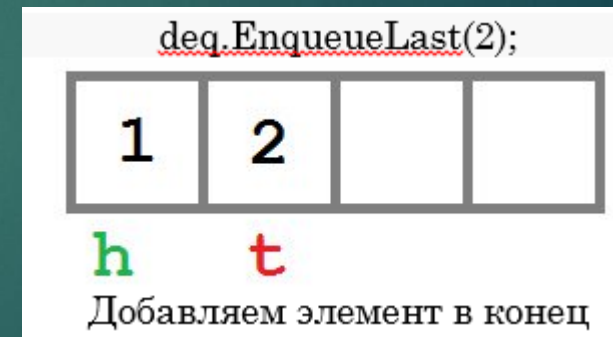 deq.EnqueueLast(2);
1 2
h t
Добавляем элемент в конец